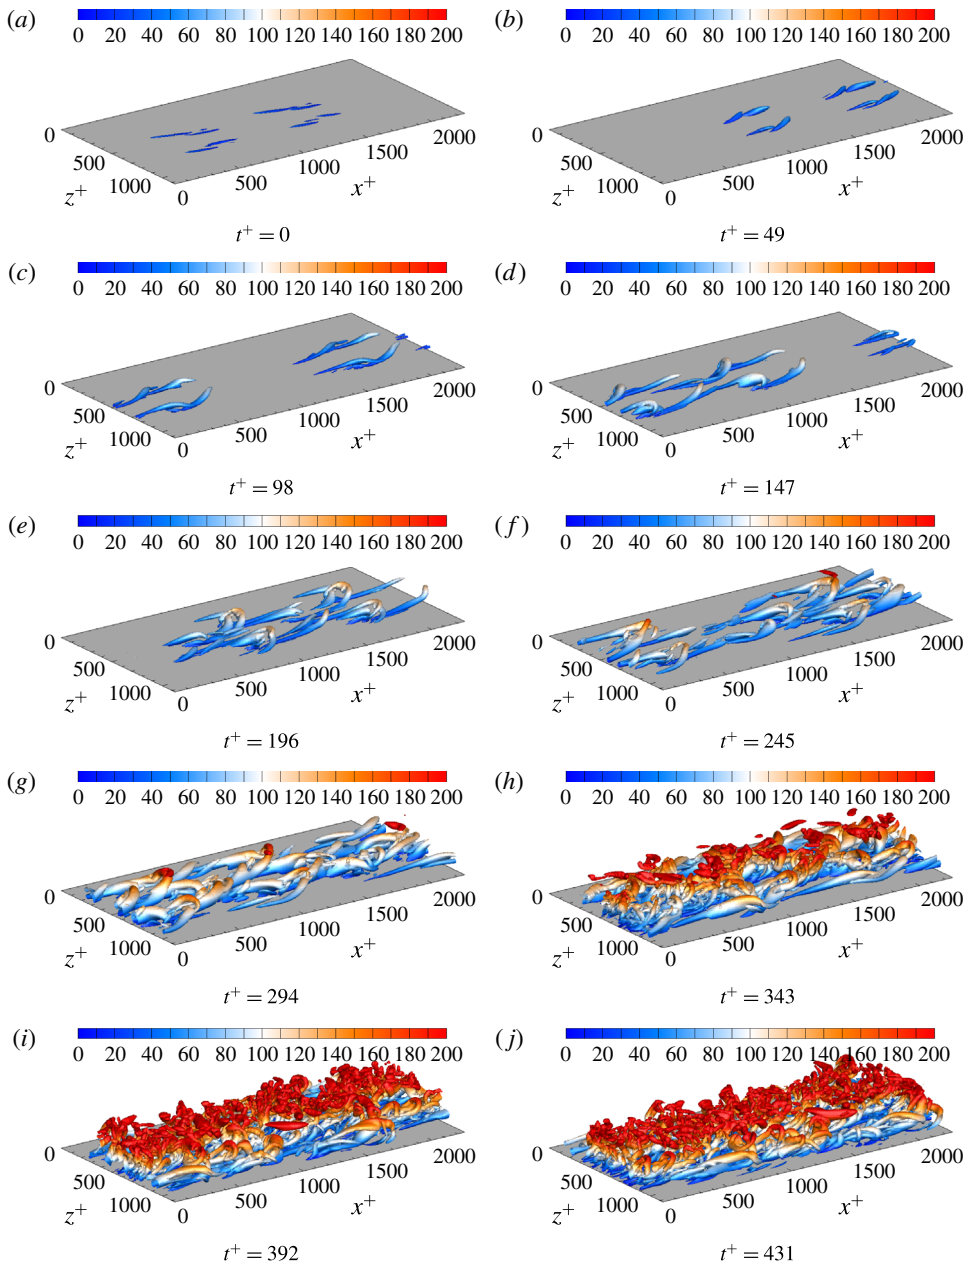 (a) 0 20 40 60 80 100 120 140 160 180 200
0 500 1000 z+ 0 500 1000 1500 2000 x+
t+ = 0
(b) 0 20 40 60 80 100 120 140 160 180 200
0 500 1000 z+ 0 500 1000 1500 2000 x+
t+ = 49
(c) 0 20 40 60 80 100 120 140 160 180 200
0 500 1000 z+ 0 500 1000 1500 2000 x+
t+ = 98
(d) 0 20 40 60 80 100 120 140 160 180 200
0 500 1000 z+ 0 500 1000 1500 2000 x+
t+ = 147
(e) 0 20 40 60 80 100 120 140 160 180 200
0 500 1000 z+ 0 500 1000 1500 2000 x+
t+ = 196
(f) 0 20 40 60 80 100 120 140 160 180 200
0 500 1000 z+ 0 500 1000 1500 2000 x+
t+ = 245
(g) 0 20 40 60 80 100 120 140 160 180 200
0 500 1000 z+ 0 500 1000 1500 2000 x+
t+ = 294
(h) 0 20 40 60 80 100 120 140 160 180 200
0 500 1000 z+ 0 500 1000 1500 2000 x+
t+ = 343
(i) 0 20 40 60 80 100 120 140 160 180 200
0 500 1000 z+ 0 500 1000 1500 2000 x+
t+ = 392
(j) 0 20 40 60 80 100 120 140 160 180 200
0 500 1000 z+ 0 500 1000 1500 2000 x+
t+ = 431